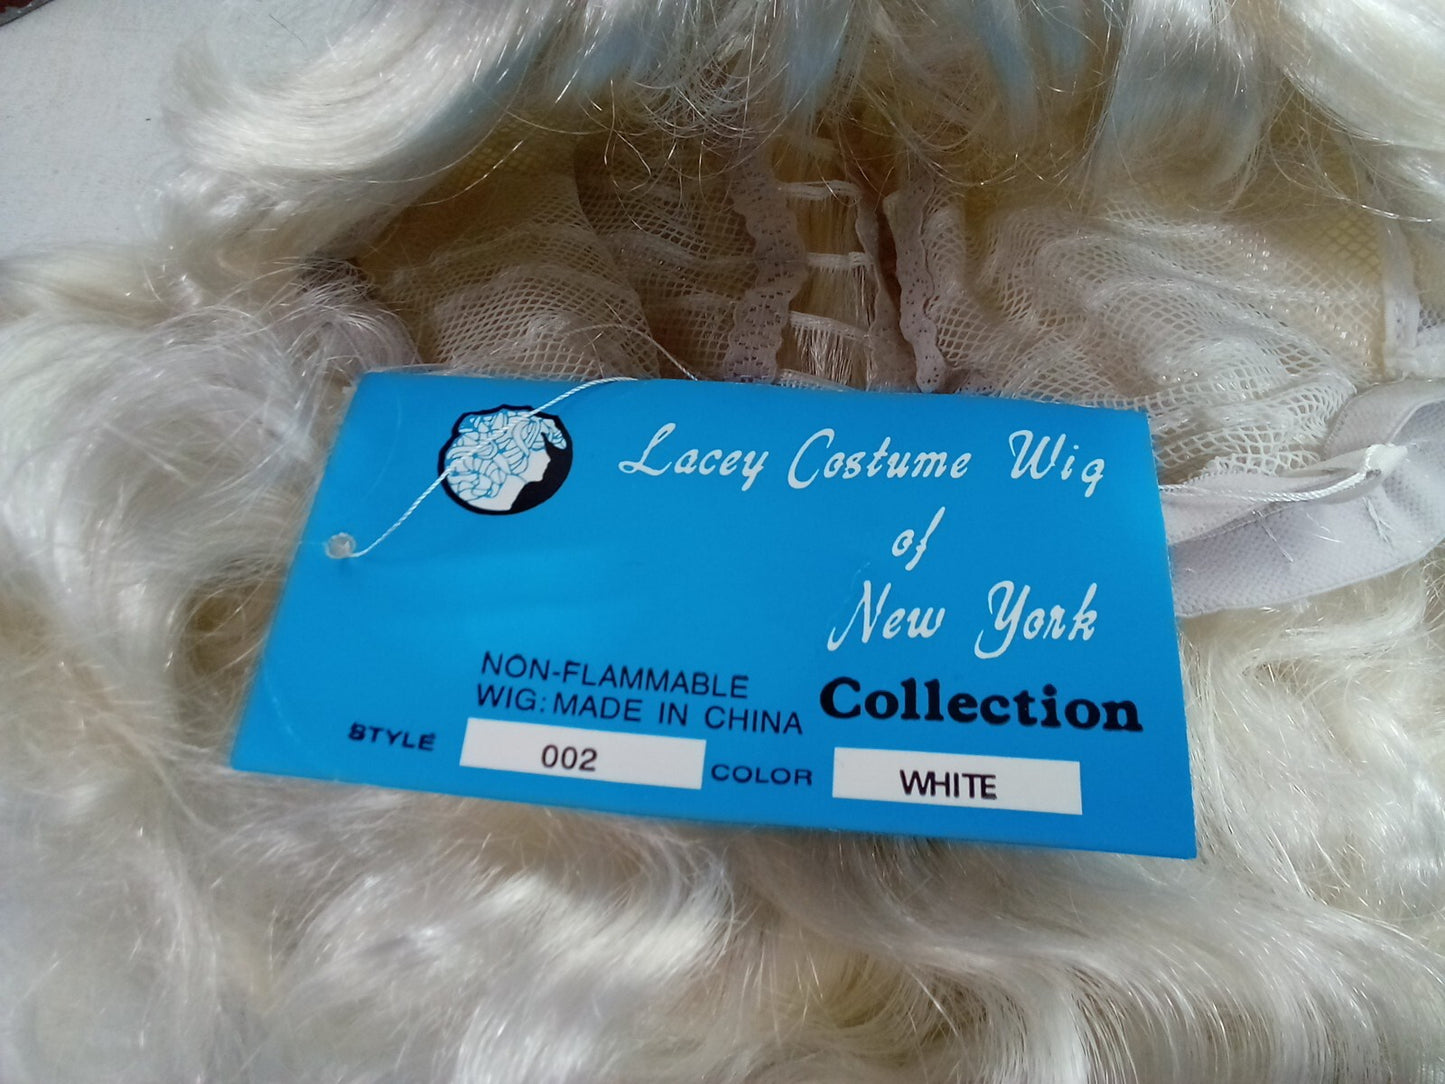 Lacey Costume Wig
of
New York
Collection
NON-FLAMMABLE
WIG: MADE IN CHINA
STYLE 002 COLOR WHITE